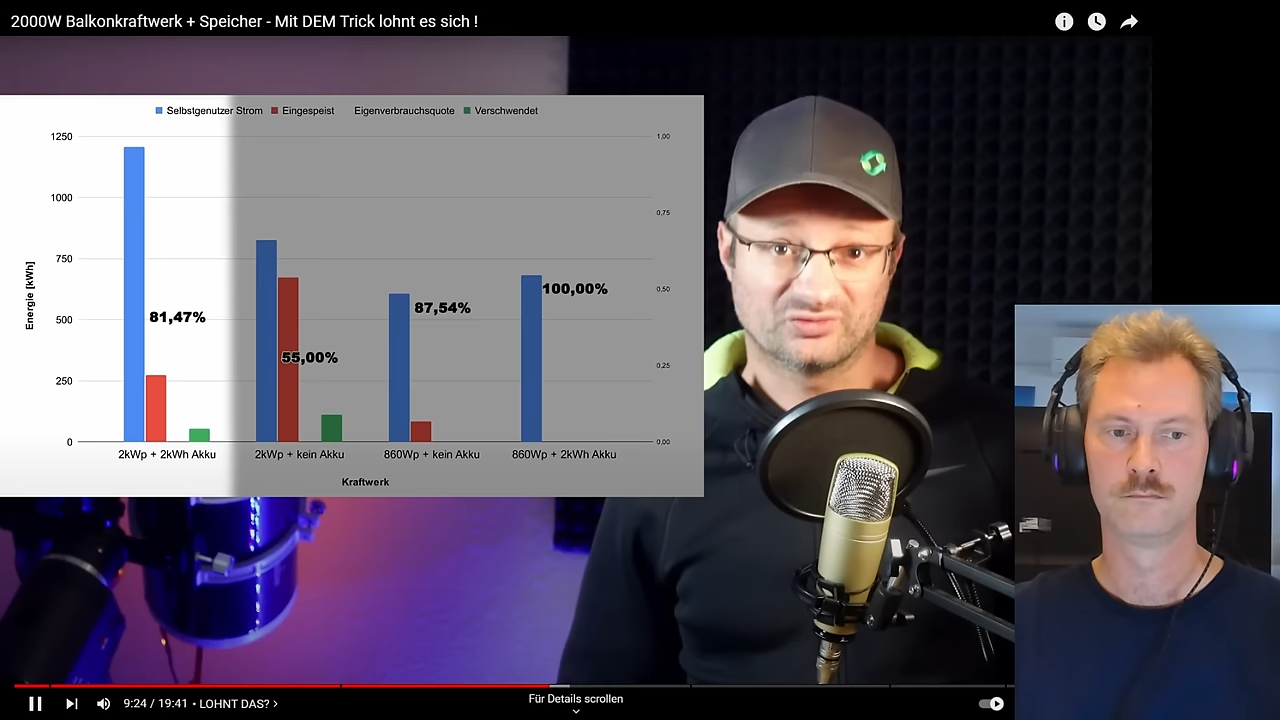 2000W Balkonkraftwerk + Speicher - Mit DEM Trick lohnt es sich !
Selbstgenutzer Strom Eingespeist Eigenverbrauchsquote Verschwendet
1250
1,00
1000
0,75
750
0,50
500
0,25
250
0
0,00
Energie [kWh]
81,47%
55,00%
87,54%
100,00%
2kWp + 2kWh Akku
2kWp + kein Akku
860Wp + kein Akku
860Wp + 2kWh Akku
Kraftwerk
9:24 / 19:41 • LOHNT DAS? >
Für Details scrollen